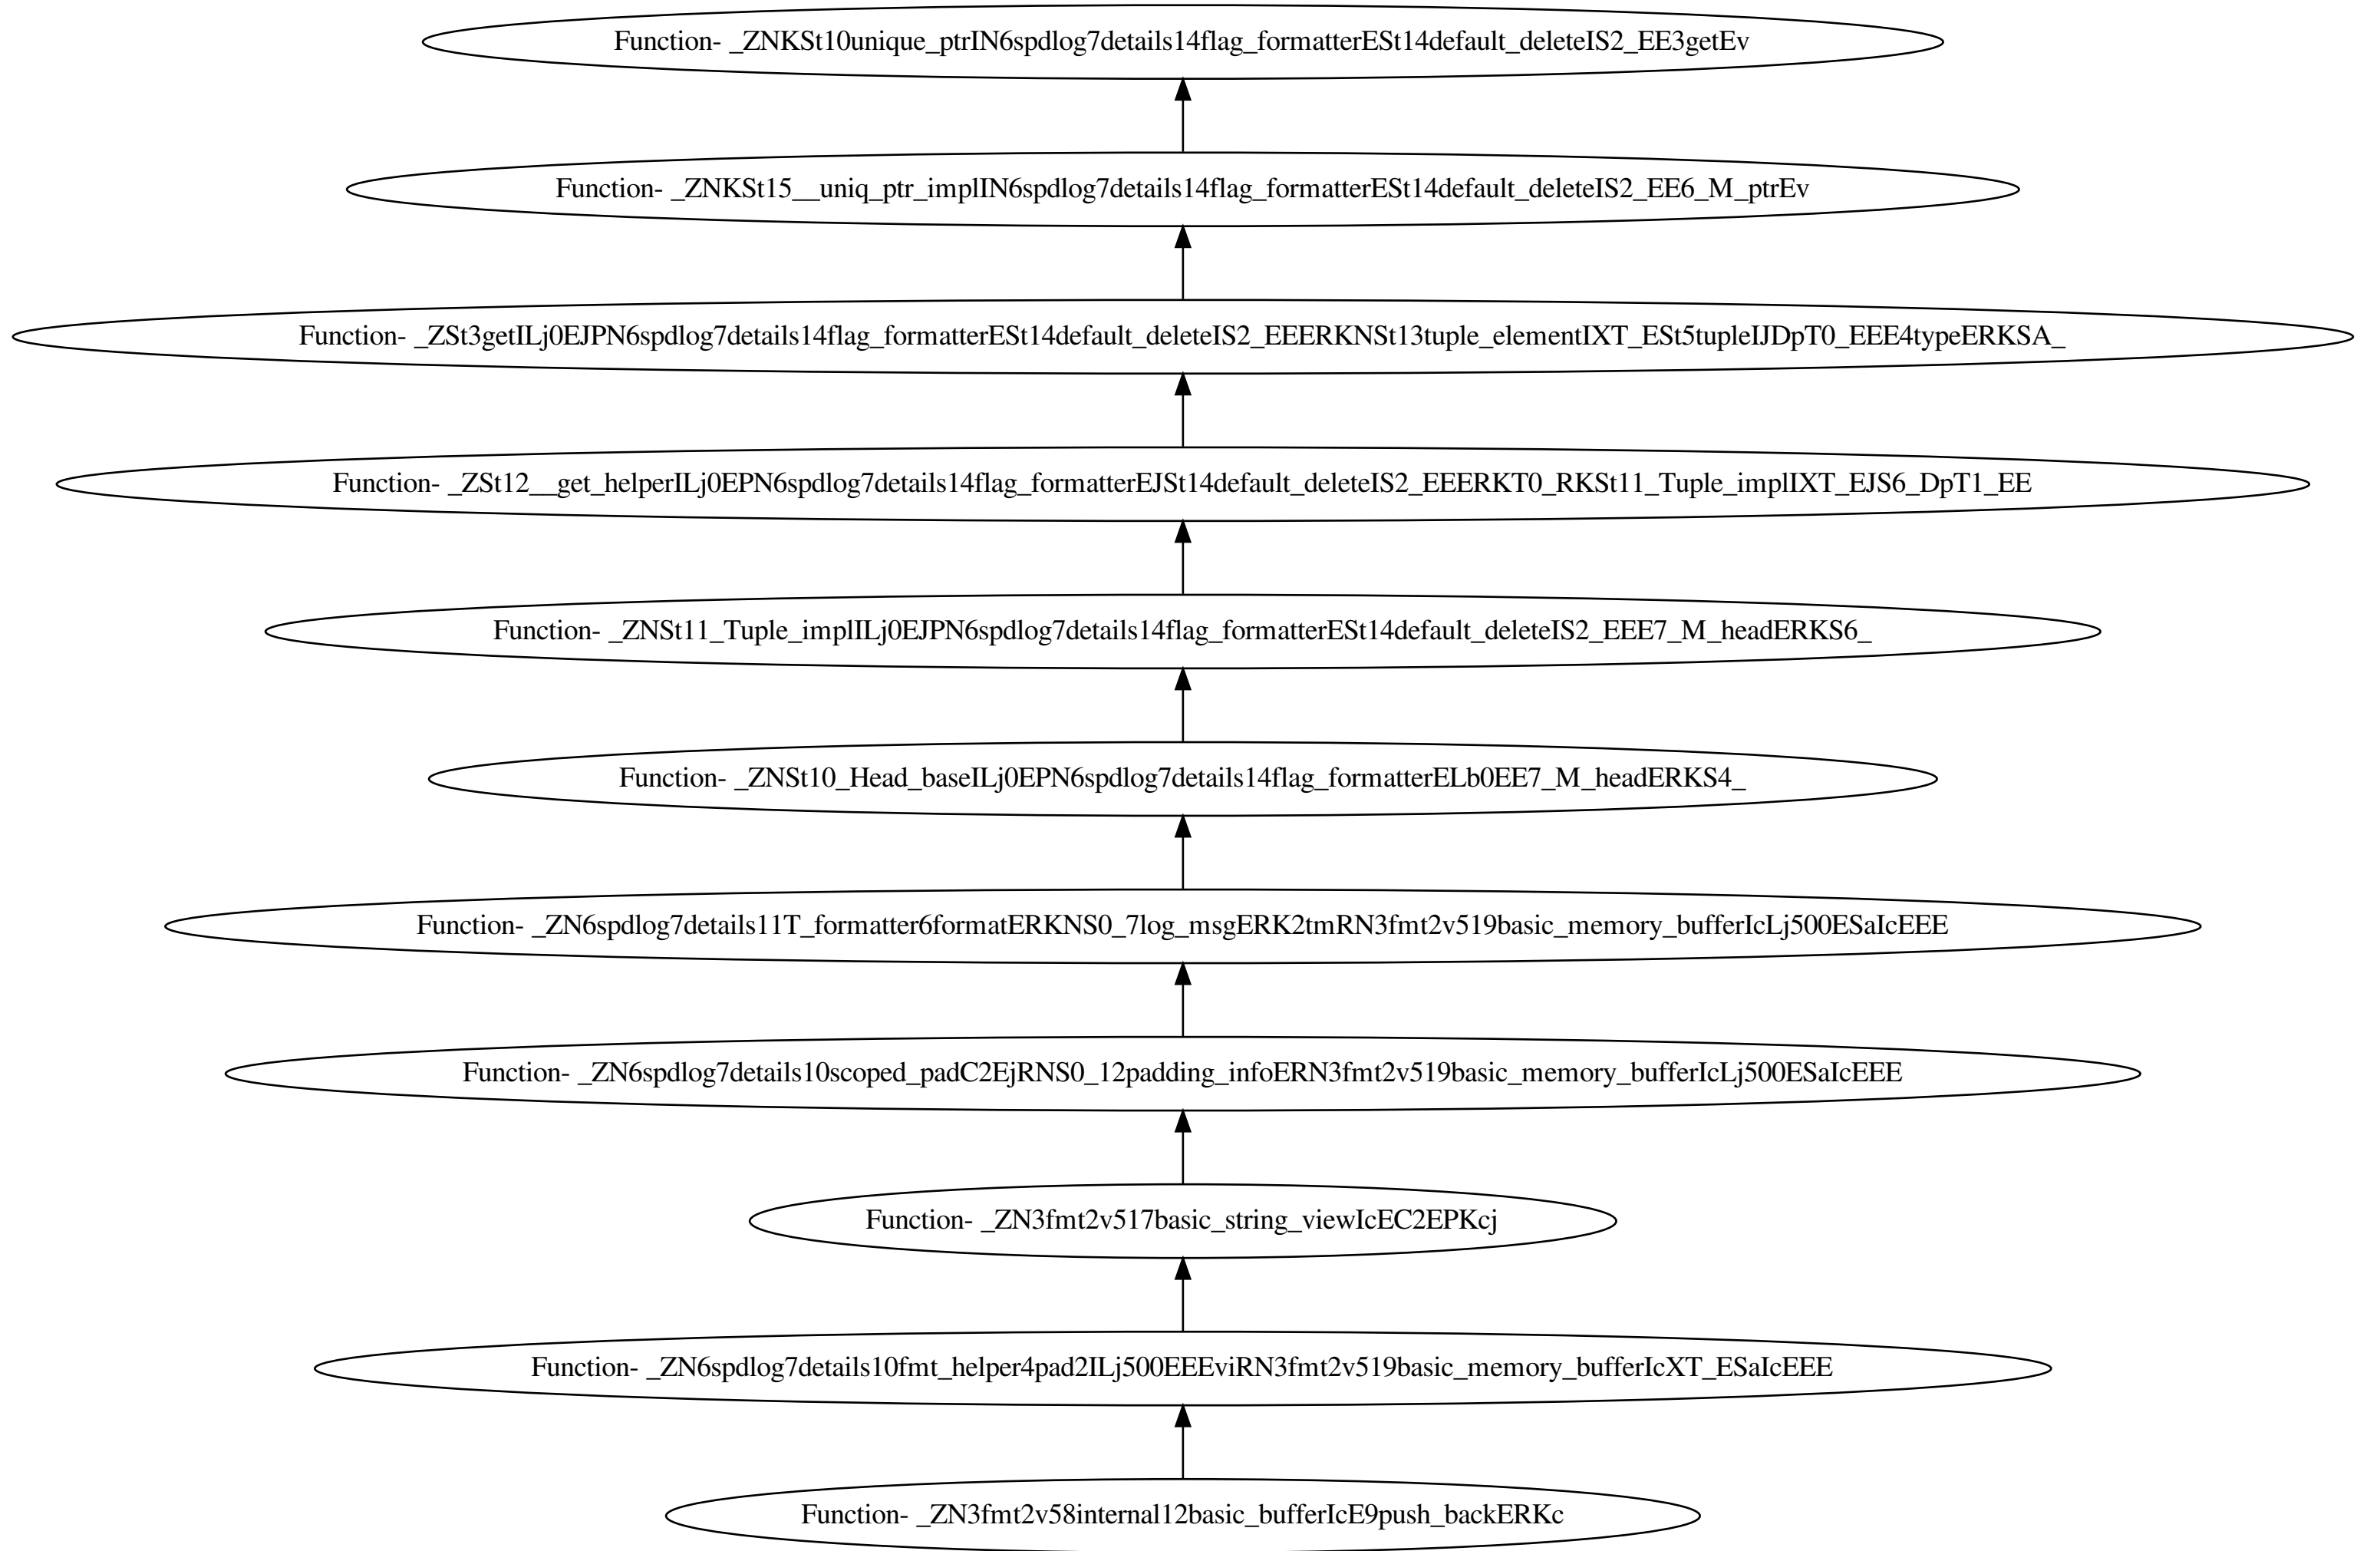 Function- _ZNKSt10unique_ptrIN6spdlog7details14flag_formatterESt14default_deleteIS2_EE3getEv
Function- _ZNKSt15__uniq_ptr_implIN6spdlog7details14flag_formatterESt14default_deleteIS2_EE6_M_ptrEv
Function- _ZSt3getILj0EJPN6spdlog7details14flag_formatterESt14default_deleteIS2_EEERKNSt13tuple_elementIXT_ESt5tupleIJDpT0_EEE4typeERKSA_
Function- _ZSt12__get_helperILj0EPN6spdlog7details14flag_formatterEJSt14default_deleteIS2_EEERKT0_RKSt11_Tuple_implIXT_EJS6_DpT1_EE
Function- _ZNSt11_Tuple_implILj0EJPN6spdlog7details14flag_formatterESt14default_deleteIS2_EEE7_M_headERKS6_
Function- _ZNSt10_Head_baseILj0EPN6spdlog7details14flag_formatterELb0EE7_M_headERKS4_
Function- _ZN6spdlog7details11T_formatter6formatERKNS0_7log_msgERK2tmRN3fmt2v519basic_memory_bufferIcLj500ESaIcEEE
Function- _ZN6spdlog7details10scoped_padC2EjRNS0_12padding_infoERN3fmt2v519basic_memory_bufferIcLj500ESaIcEEE
Function- _ZN3fmt2v517basic_string_viewIcEC2EPKcj
Function- _ZN6spdlog7details10fmt_helper4pad2ILj500EEEviRN3fmt2v519basic_memory_bufferIcXT_ESaIcEEE
Function- _ZN3fmt2v58internal12basic_bufferIcE9push_backERKc